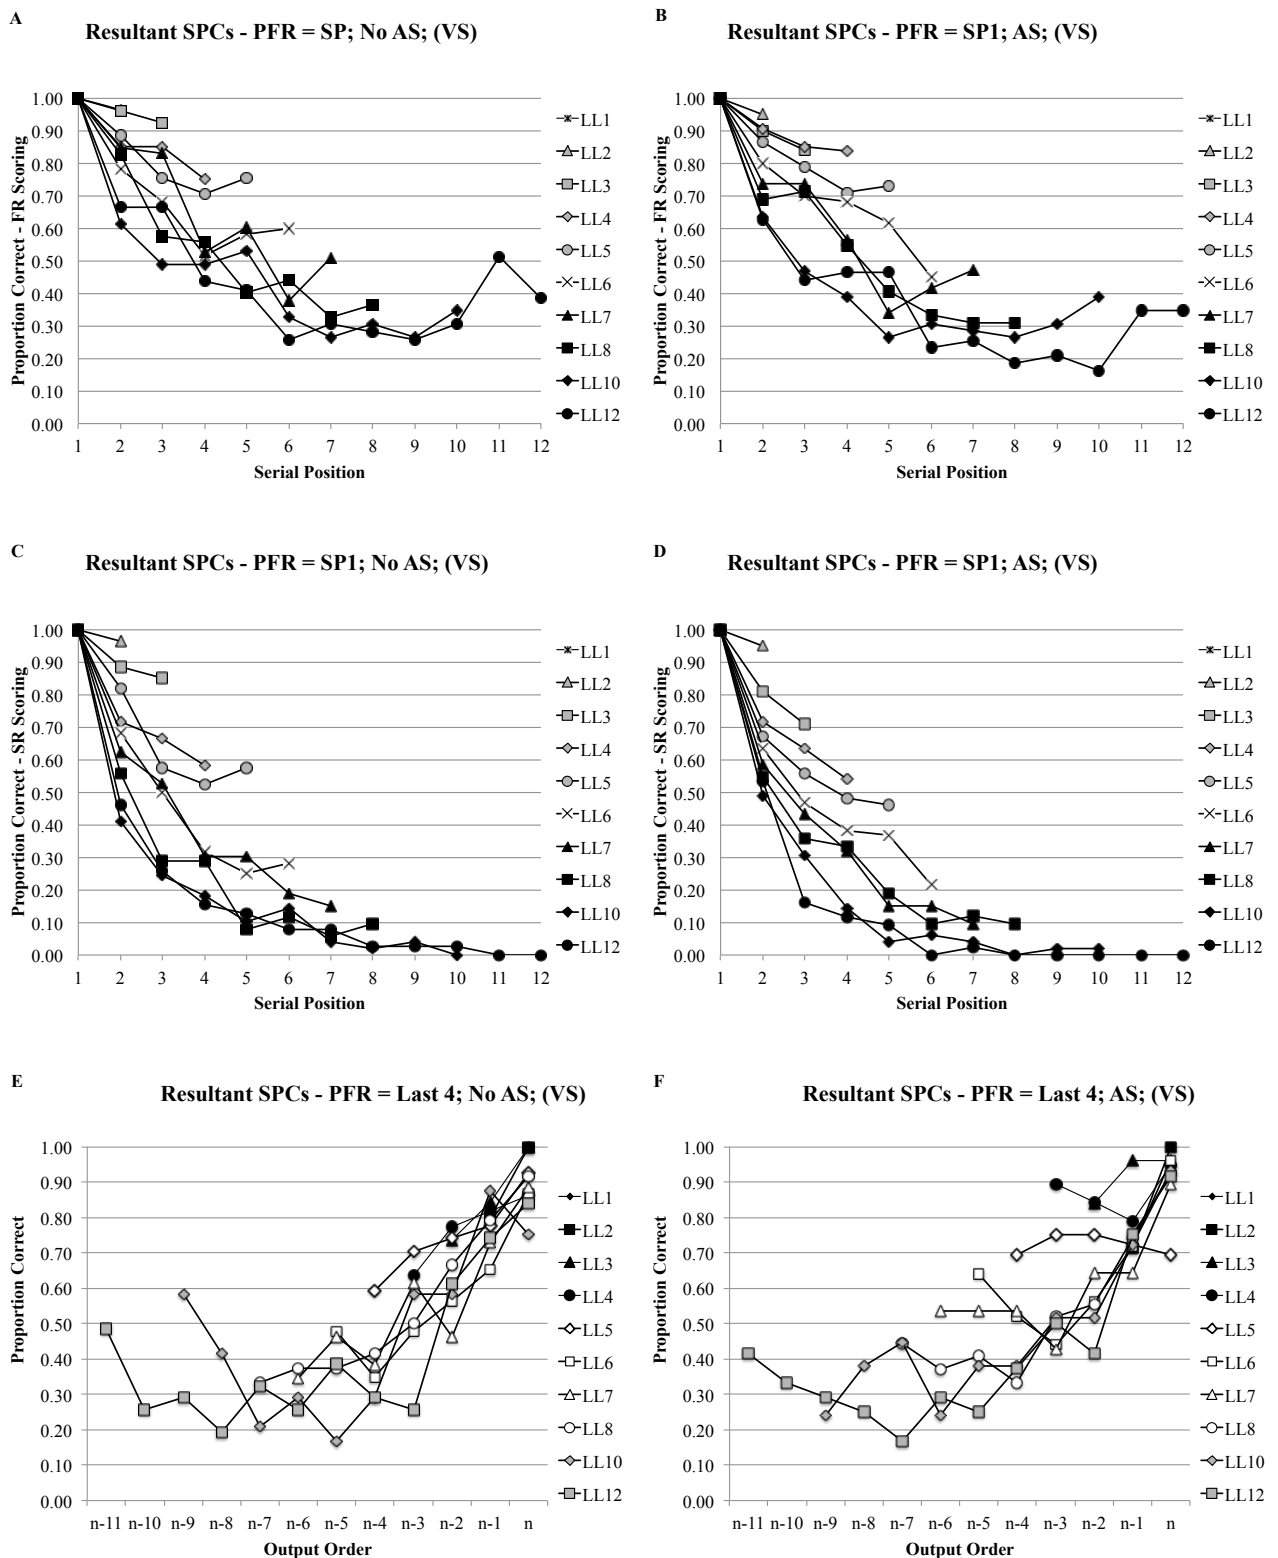 A
Resultant SPCs - PFR = SP; No AS; (VS)
Proportion Correct - FR Scoring
1.00
0.90
0.80
0.70
0.60
0.50
0.40
0.30
0.20
0.10
0.00
1 2 3 4 5 6 7 8 9 10 11 12
Serial Position
LL1
LL2
LL3
LL4
LL5
LL6
LL7
LL8
LL10
LL12
B
Resultant SPCs - PFR = SP1; AS; (VS)
Proportion Correct - FR Scoring
1.00
0.90
0.80
0.70
0.60
0.50
0.40
0.30
0.20
0.10
0.00
1 2 3 4 5 6 7 8 9 10 11 12
Serial Position
LL1
LL2
LL3
LL4
LL5
LL6
LL7
LL8
LL10
LL12
C
Resultant SPCs - PFR = SP1; No AS; (VS)
Proportion Correct - SR Scoring
1.00
0.90
0.80
0.70
0.60
0.50
0.40
0.30
0.20
0.10
0.00
1 2 3 4 5 6 7 8 9 10 11 12
Serial Position
LL1
LL2
LL3
LL4
LL5
LL6
LL7
LL8
LL10
LL12
D
Resultant SPCs - PFR = SP1; AS; (VS)
Proportion Correct - SR Scoring
1.00
0.90
0.80
0.70
0.60
0.50
0.40
0.30
0.20
0.10
0.00
1 2 3 4 5 6 7 8 9 10 11 12
Serial Position
LL1
LL2
LL3
LL4
LL5
LL6
LL7
LL8
LL10
LL12
E
Resultant SPCs - PFR = Last 4; No AS; (VS)
Proportion Correct
1.00
0.90
0.80
0.70
0.60
0.50
0.40
0.30
0.20
0.10
0.00
n-11 n-10 n-9 n-8 n-7 n-6 n-5 n-4 n-3 n-2 n-1 n
Output Order
LL1
LL2
LL3
LL4
LL5
LL6
LL7
LL8
LL10
LL12
F
Resultant SPCs - PFR = Last 4; AS; (VS)
Proportion Correct
1.00
0.90
0.80
0.70
0.60
0.50
0.40
0.30
0.20
0.10
0.00
n-11 n-10 n-9 n-8 n-7 n-6 n-5 n-4 n-3 n-2 n-1 n
Output Order
LL1
LL2
LL3
LL4
LL5
LL6
LL7
LL8
LL10
LL12